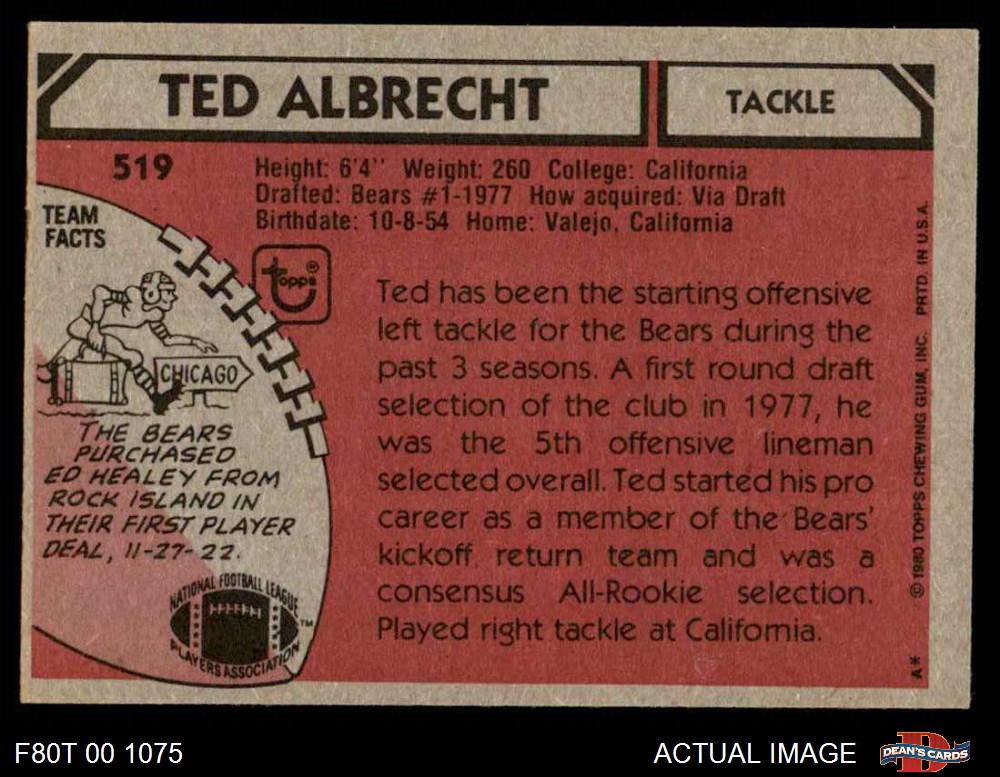 TED ALBRECHT
TACKLE
519
Height: 6'4" Weight: 260 College: California
Drafted: Bears #1-1977 How acquired: Via Draft
Birthdate: 10-8-54 Home: Valejo, California
TEAM
FACTS
topps®
CHICAGO
THE BEARS
PURCHASED
ED HEALEY FROM
ROCK ISLAND IN
THEIR FIRST PLAYER
DEAL, 11-27-22.
NATIONAL FOOTBALL LEAGUE
PLAYERS ASSOCIATION
™
Ted has been the starting offensive
left tackle for the Bears during the
past 3 seasons. A first round draft
selection of the club in 1977, he
was the 5th offensive lineman
selected overall. Ted started his pro
career as a member of the Bears'
kickoff return team and was a
consensus All-Rookie selection.
Played right tackle at California.
A* © 1980 TOPPS CHEWING GUM, INC. PRTD. IN U.S.A.
F80T 00 1075
ACTUAL IMAGE
D
DEAN'S CARDS